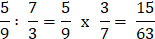 5/9 : 7/3 = 5/9 x 3/7 = 15/63